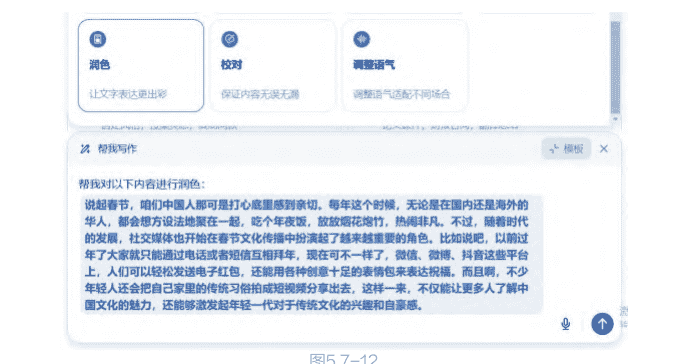 润色
校对
调整语气
让文字表达更出彩
保证内容无误无漏
调整语气适配不同场合
帮我写作
模板
帮我对以下内容进行润色：
说起春节，咱们中国人那可是打心底里感到亲切。每年这个时候，无论是在国内还是海外的
华人，都会想方设法地聚在一起，吃个年夜饭，放放烟花炮竹，热闹非凡。不过，随着时代
的发展，社交媒体也开始在春节文化传播中扮演起了越来越重要的角色。比如说吧，以前过
年了大家就只能通过电话或者短信互相拜年，现在可不一样了，微信、微博、抖音这些平台
上，人们可以轻松发送电子红包，还能用各种创意十足的表情包来表达祝福。而且啊，不少
年轻人还会把自己家里的传统习俗拍成短视频分享出去，这样一来，不仅能让更多人了解中
国文化的魅力，还能够激发起年轻一代对于传统文化的兴趣和自豪感。
图5.7-12